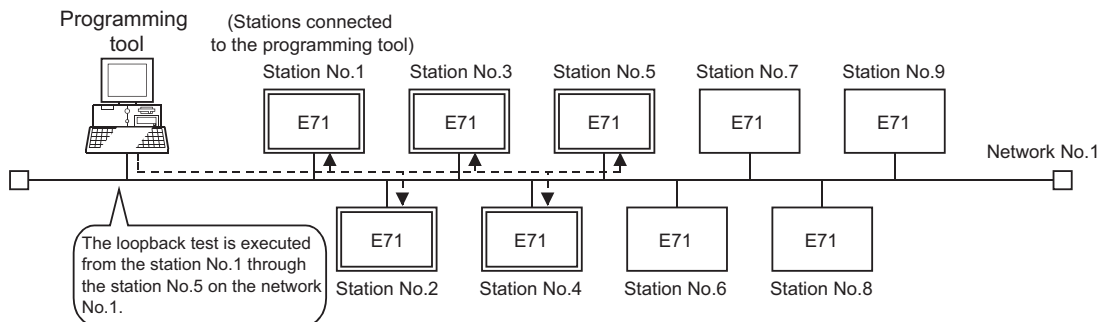 Programming
tool
(Stations connected
to the programming tool)
Station No.1
Station No.3
Station No.5
Station No.7
Station No.9
E71
E71
E71
E71
E71
Network No.1
The loopback test is executed
from the station No.1 through
the station No.5 on the network
No.1.
E71
E71
E71
E71
Station No.2
Station No.4
Station No.6
Station No.8